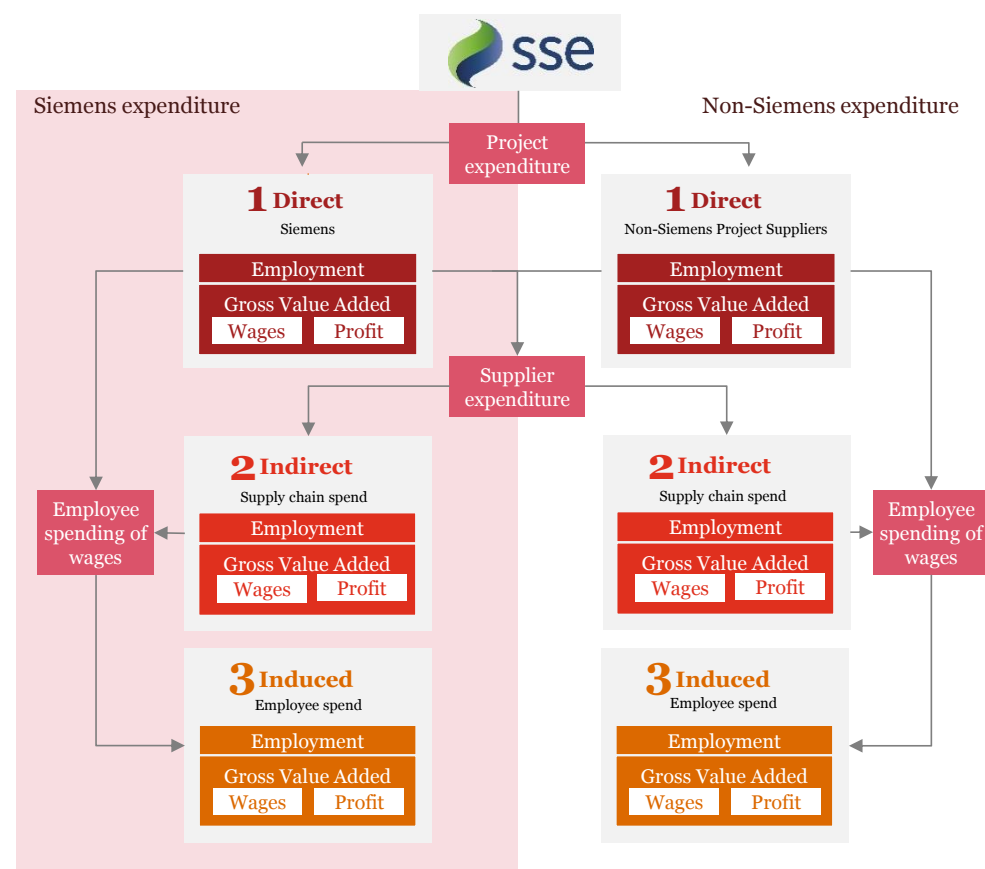 sse
Siemens expenditure
Non-Siemens expenditure
Project
expenditure
1 Direct
Siemens
Employment
Gross Value Added
Wages
Profit
1 Direct
Non-Siemens Project Suppliers
Employment
Gross Value Added
Wages
Profit
Supplier
expenditure
2 Indirect
Supply chain spend
Employment
Gross Value Added
Wages
Profit
2 Indirect
Supply chain spend
Employment
Gross Value Added
Wages
Profit
Employee
spending of
wages
Employee
spending of
wages
3 Induced
Employee spend
Employment
Gross Value Added
Wages
Profit
3 Induced
Employee spend
Employment
Gross Value Added
Wages
Profit